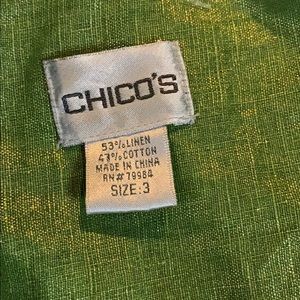 CHICO'S
53%LINEN
47%COTTON
MADE IN CHINA
RN# 79984
SIZE:3